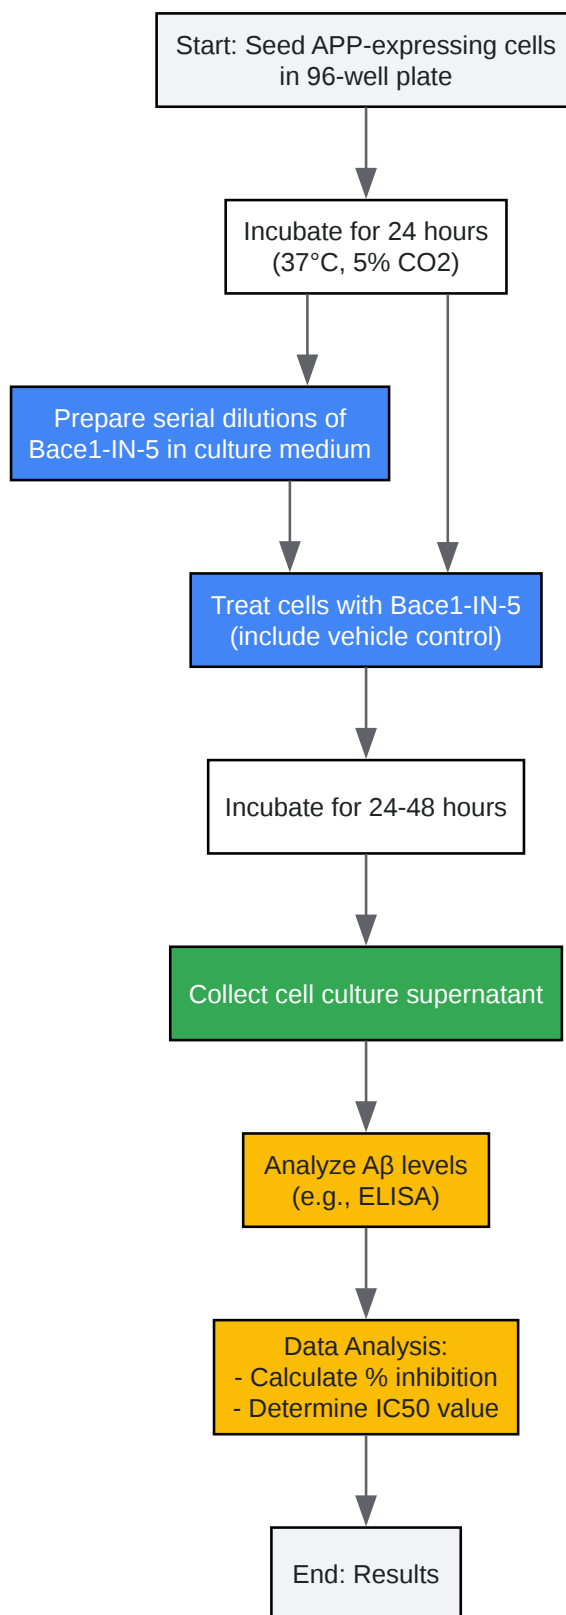 Start: Seed APP-expressing cells
in 96-well plate
Incubate for 24 hours
(37°C, 5% CO2)
Prepare serial dilutions of
Bace1-IN-5 in culture medium
Treat cells with Bace1-IN-5
(include vehicle control)
Incubate for 24-48 hours
Collect cell culture supernatant
Analyze Aβ levels
(e.g., ELISA)
Data Analysis:
- Calculate % inhibition
- Determine IC50 value
End: Results